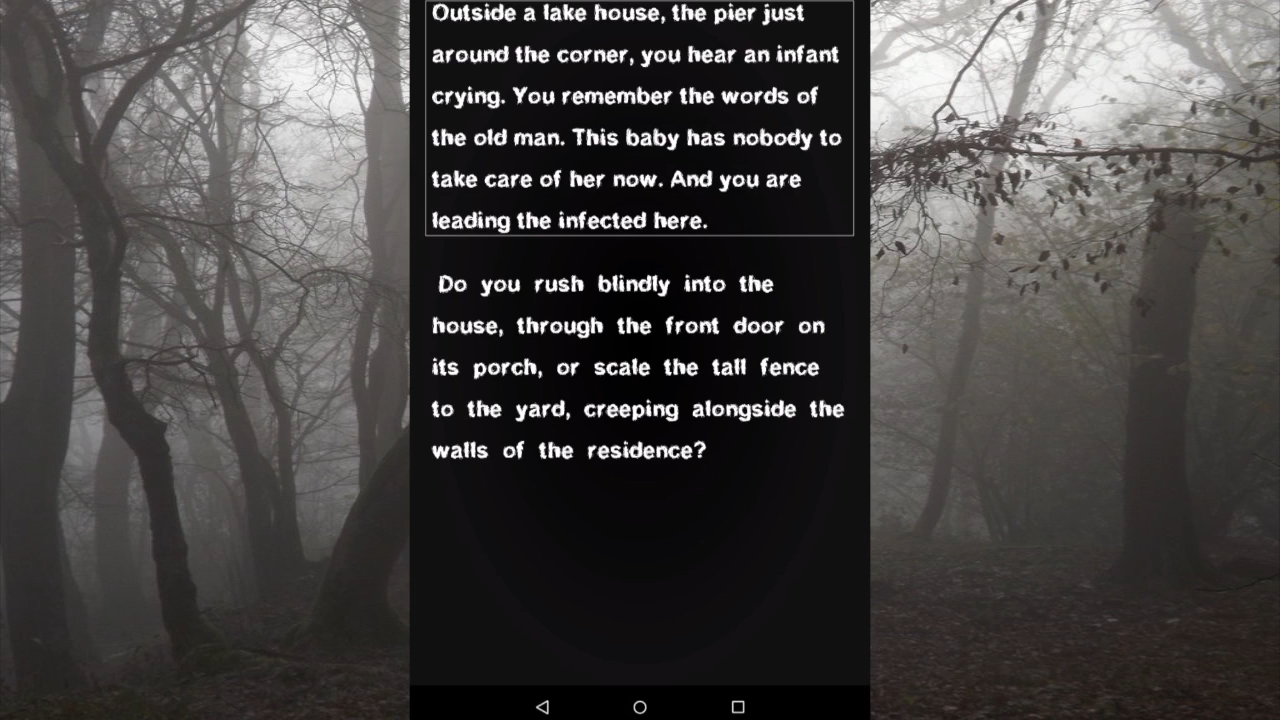 Outside a lake house, the pier just
around the corner, you hear an infant
crying. You remember the words of
the old man. This baby has nobody to
take care of her now. And you are
leading the infected here.
Do you rush blindly into the
house, through the front door on
its porch, or scale the tall fence
to the yard, creeping alongside the
walls of the residence?